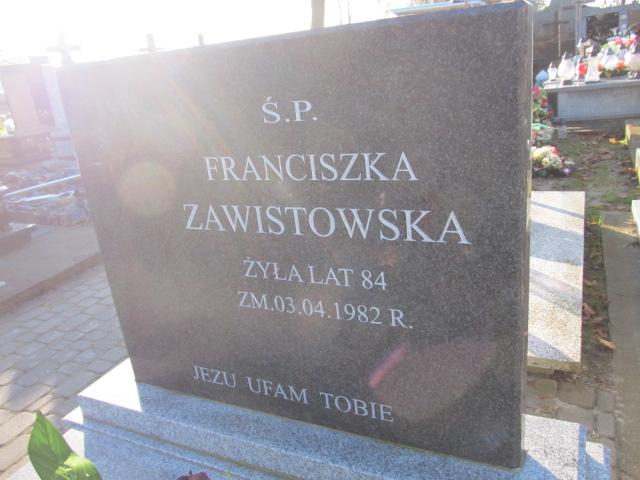 Ś.P.
FRANCISZKA
ZAWISTOWSKA
ŻYŁA LAT 84
ZM.03.04.1982 R.
JEZU UFAM TOBIE